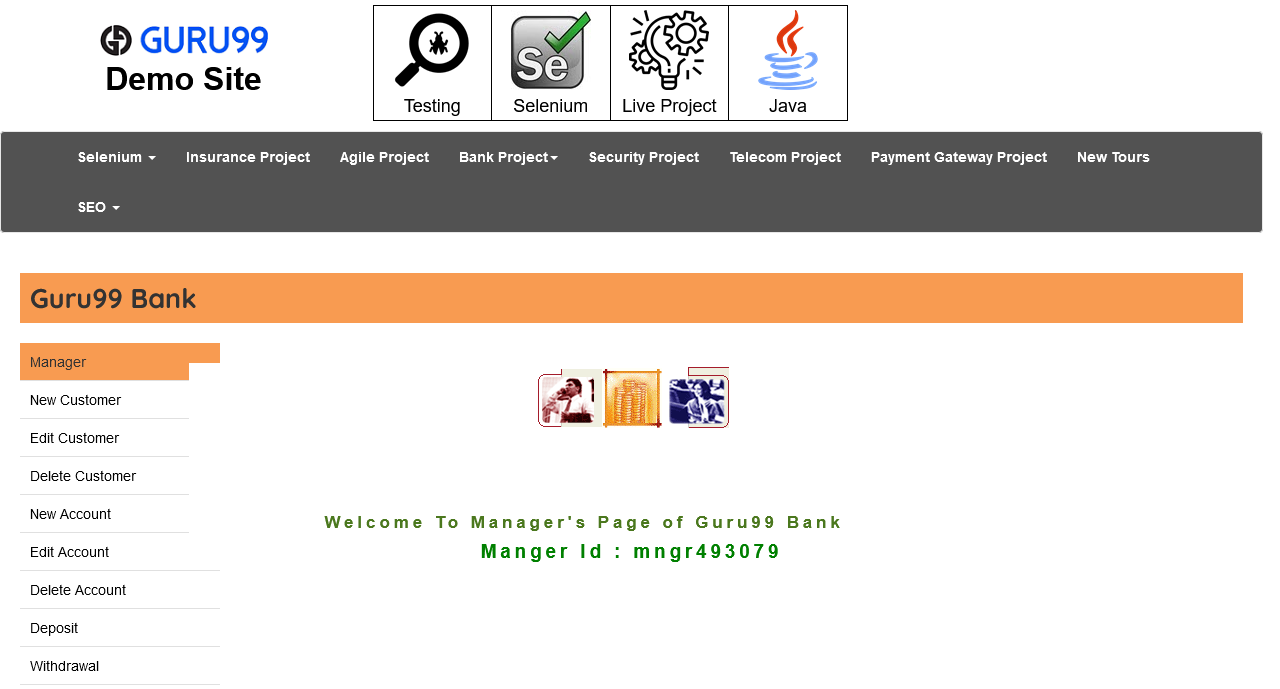 GURU99
Demo Site
Testing
Selenium
Se
Live Project
Java
Selenium
Insurance Project
Agile Project
Bank Project
Security Project
Telecom Project
Payment Gateway Project
New Tours
SEO
Guru99 Bank
Manager
New Customer
Edit Customer
Delete Customer
New Account
Edit Account
Delete Account
Deposit
Withdrawal
Welcome To Manager's Page of Guru99 Bank
Manger Id : mngr493079